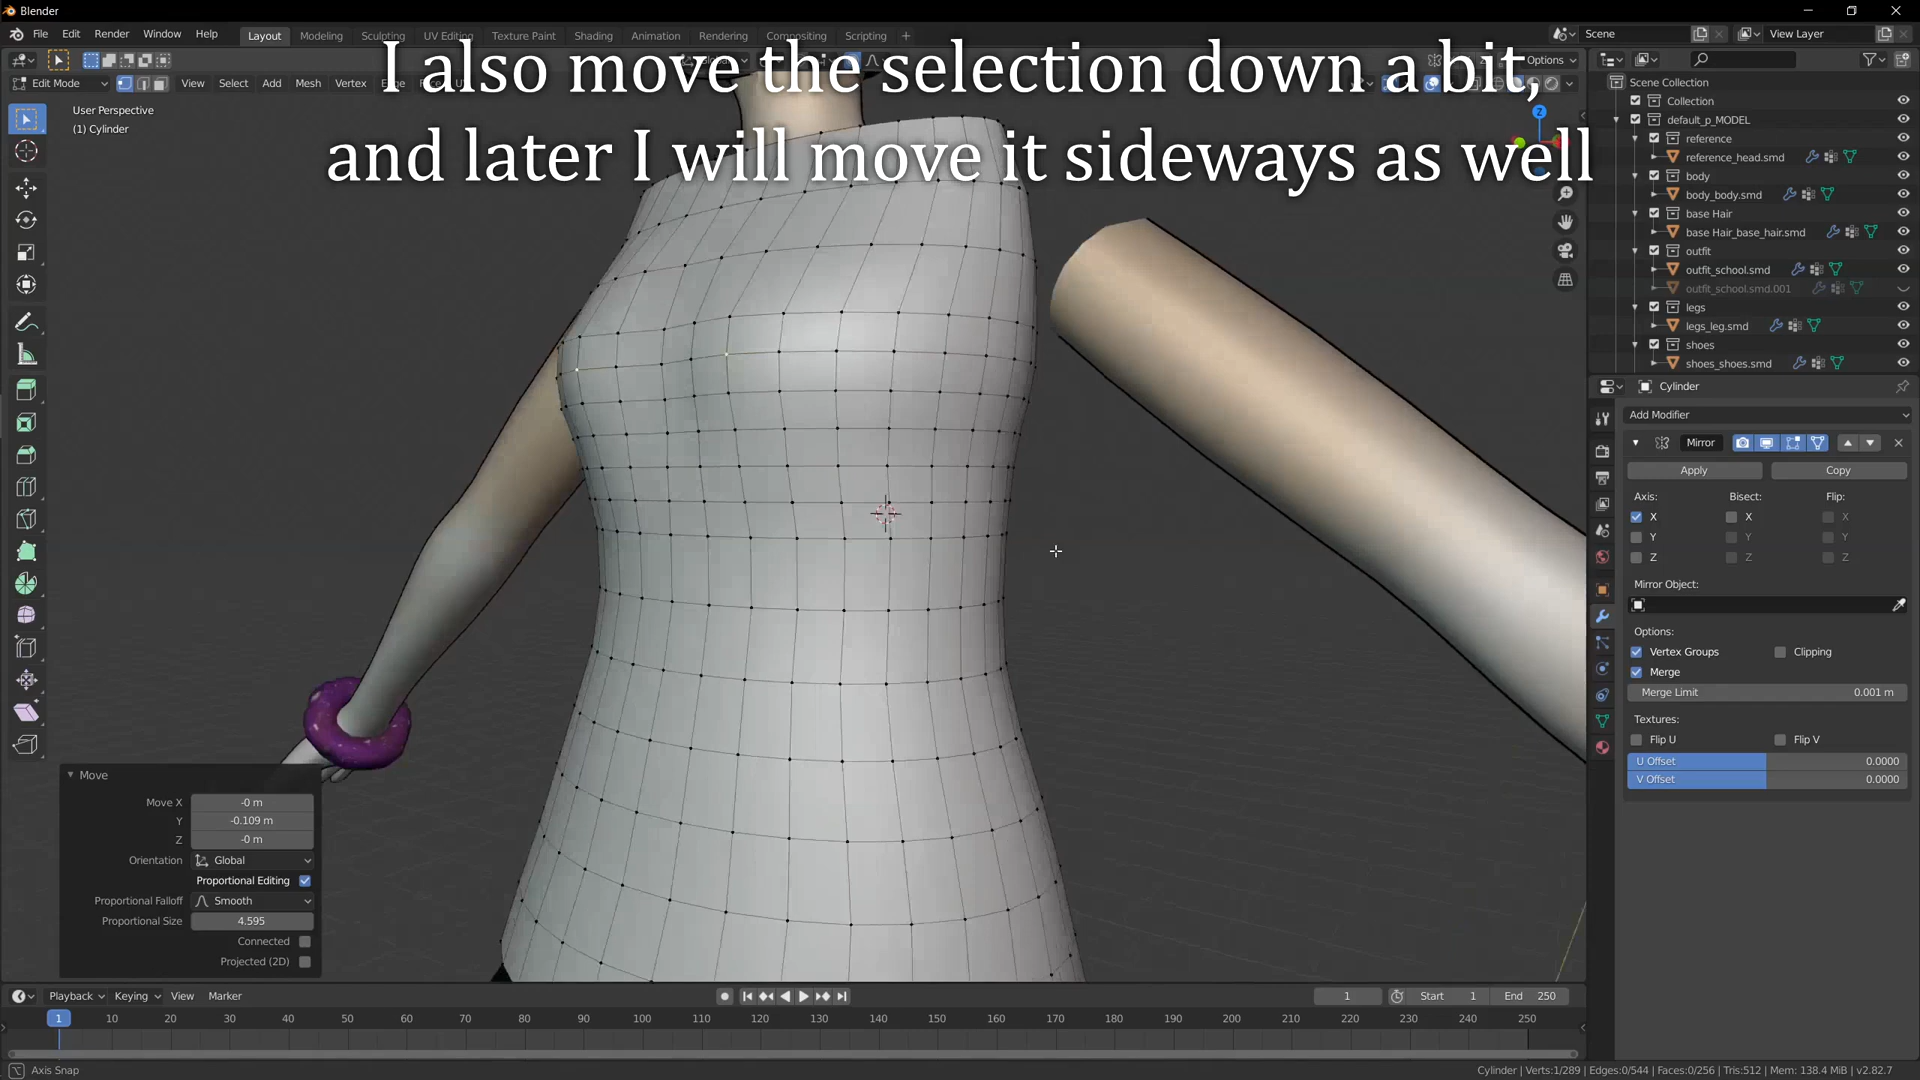 Blender
File Edit Render Window Help Layout Modeling Sculpting UV Editing Texture Paint Shading Animation Rendering Compositing Scripting Scene View Layer
I also move the selection down a bit,
and later I will move it sideways as well
Options
Edit Mode View Select Add Mesh Vertex
User Perspective
(1) Cylinder
Z
Scene Collection
Collection
default_p_MODEL
reference
reference_head.smd
body
body_body.smd
base Hair
base Hair_base_hair.smd
outfit
outfit_school.smd
outfit_school.smd.001
legs
legs_leg.smd
shoes
shoes_shoes.smd
Cylinder
Add Modifier
Mirror
Apply Copy
Axis: Bisect: Flip:
X X X
Y Y Y
Z Z Z
Mirror Object:
Options:
Vertex Groups Clipping
Merge
Merge Limit 0.001 m
Textures:
Flip U Flip V
U Offset 0.0000
V Offset 0.0000
Move
Move X -0 m
Y -0.109 m
Z -0 m
Orientation Global
Proportional Editing
Proportional Falloff Smooth
Proportional Size 4.595
Connected
Projected (2D)
Playback Keying View Marker 1 Start 1 End 250
1 10 20 30 40 50 60 70 80 90 100 110 120 130 140 150 160 170 180 190 200 210 220 230 240 250
Axis Snap
Cylinder | Verts:1/289 | Edges:0/544 | Faces:0/256 | Tris:512 | Mem: 138.4 MiB | v2.82.7